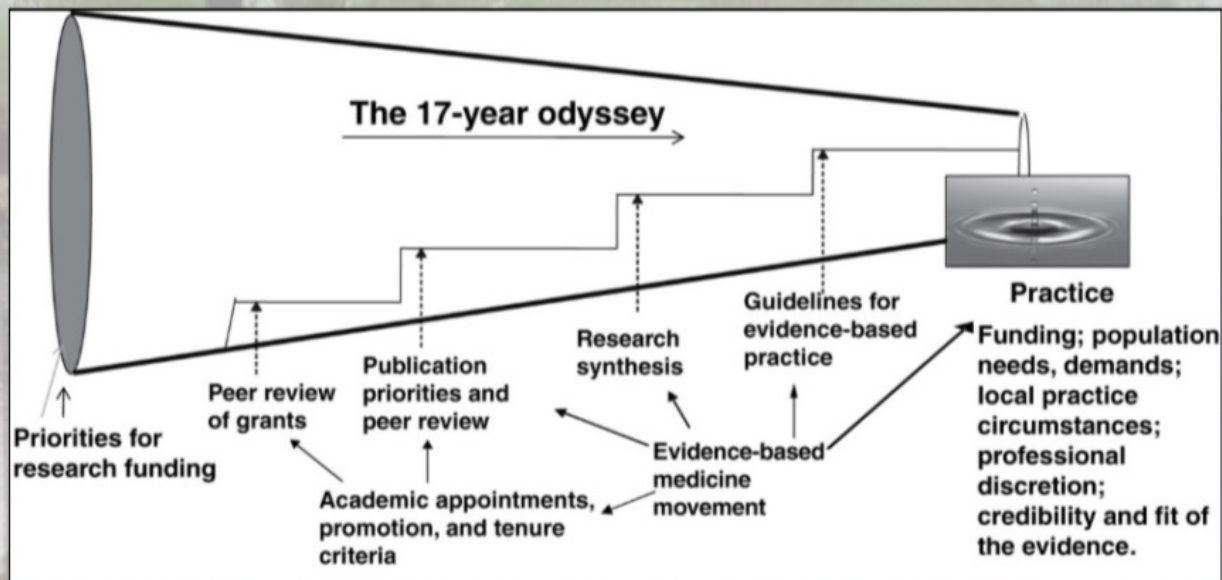 The 17-year odyssey
Priorities for
research funding
Peer review
of grants
Publication
priorities and
peer review
Research
synthesis
Guidelines for
evidence-based
practice
Academic appointments,
promotion, and tenure
criteria
Evidence-based
medicine
movement
Practice
Funding; population
needs, demands;
local practice
circumstances;
professional
discretion;
credibility and fit of
the evidence.